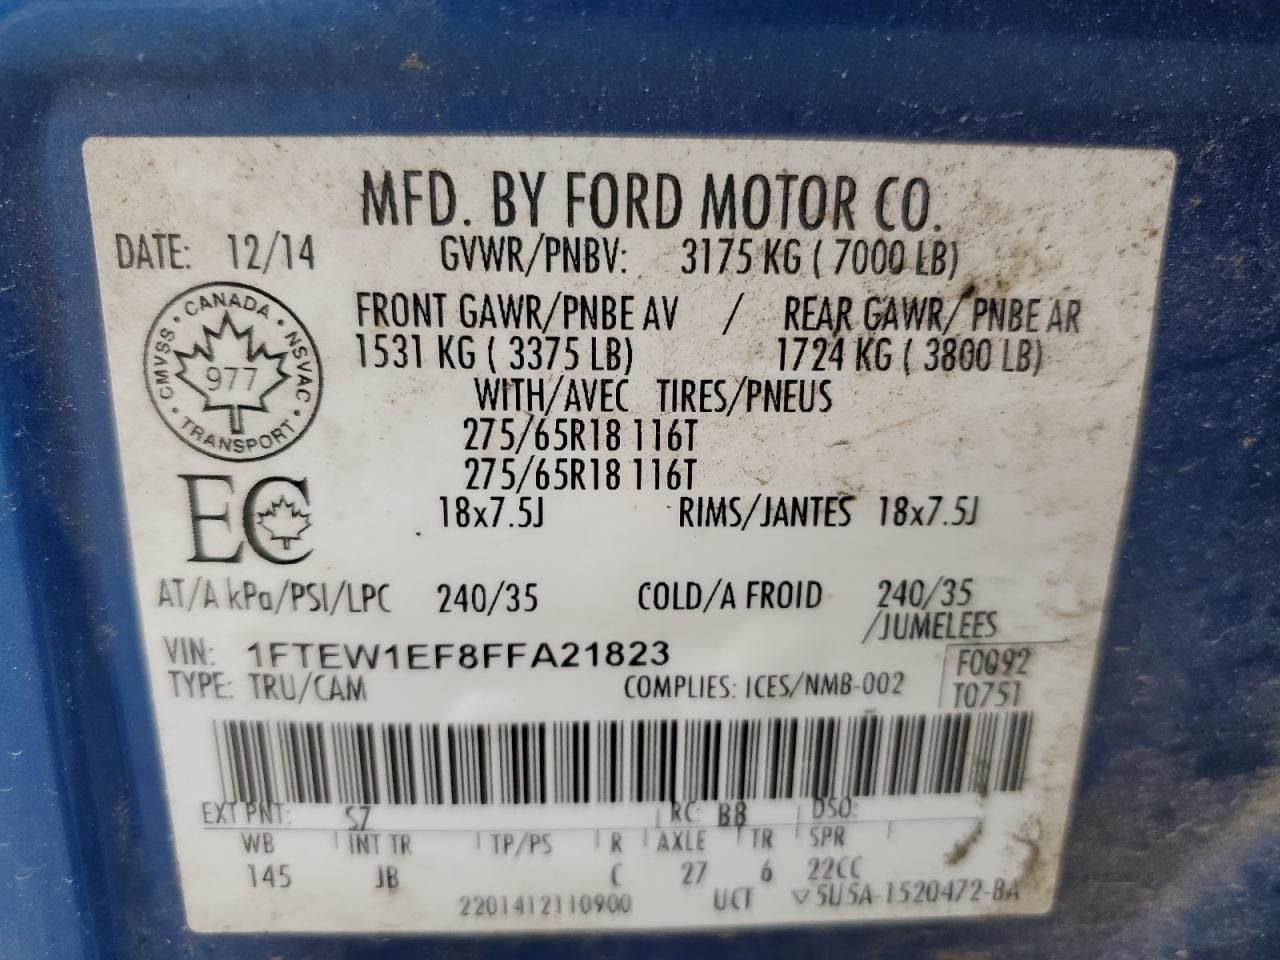 MFD. BY FORD MOTOR CO.
DATE: 12/14 GVWR/PNBV: 3175 KG ( 7000 LB)
FRONT GAWR/PNBE AV / REAR GAWR/ PNBE AR
1531 KG ( 3375 LB) 1724 KG ( 3800 LB)
CANADA · NSVAC · TRANSPORT · CMVSS ·
977
WITH/AVEC TIRES/PNEUS
275/65R18 116T
275/65R18 116T
EC
18x7.5J RIMS/JANTES 18x7.5J
AT/A kPa/PSI/LPC 240/35 COLD/A FROID 240/35
/JUMELEES
VIN: 1FTEW1EF8FFA21823 F0092
TYPE: TRU/CAM COMPLIES: ICES/NMB-002 T0751
EXT PNT: SZ RC: B8 DSO:
WB INT TR TP/PS R AXLE TR SPR
145 JB C 27 6 22CC
2201412110900 UCT ▽5U5A-1520472-BA